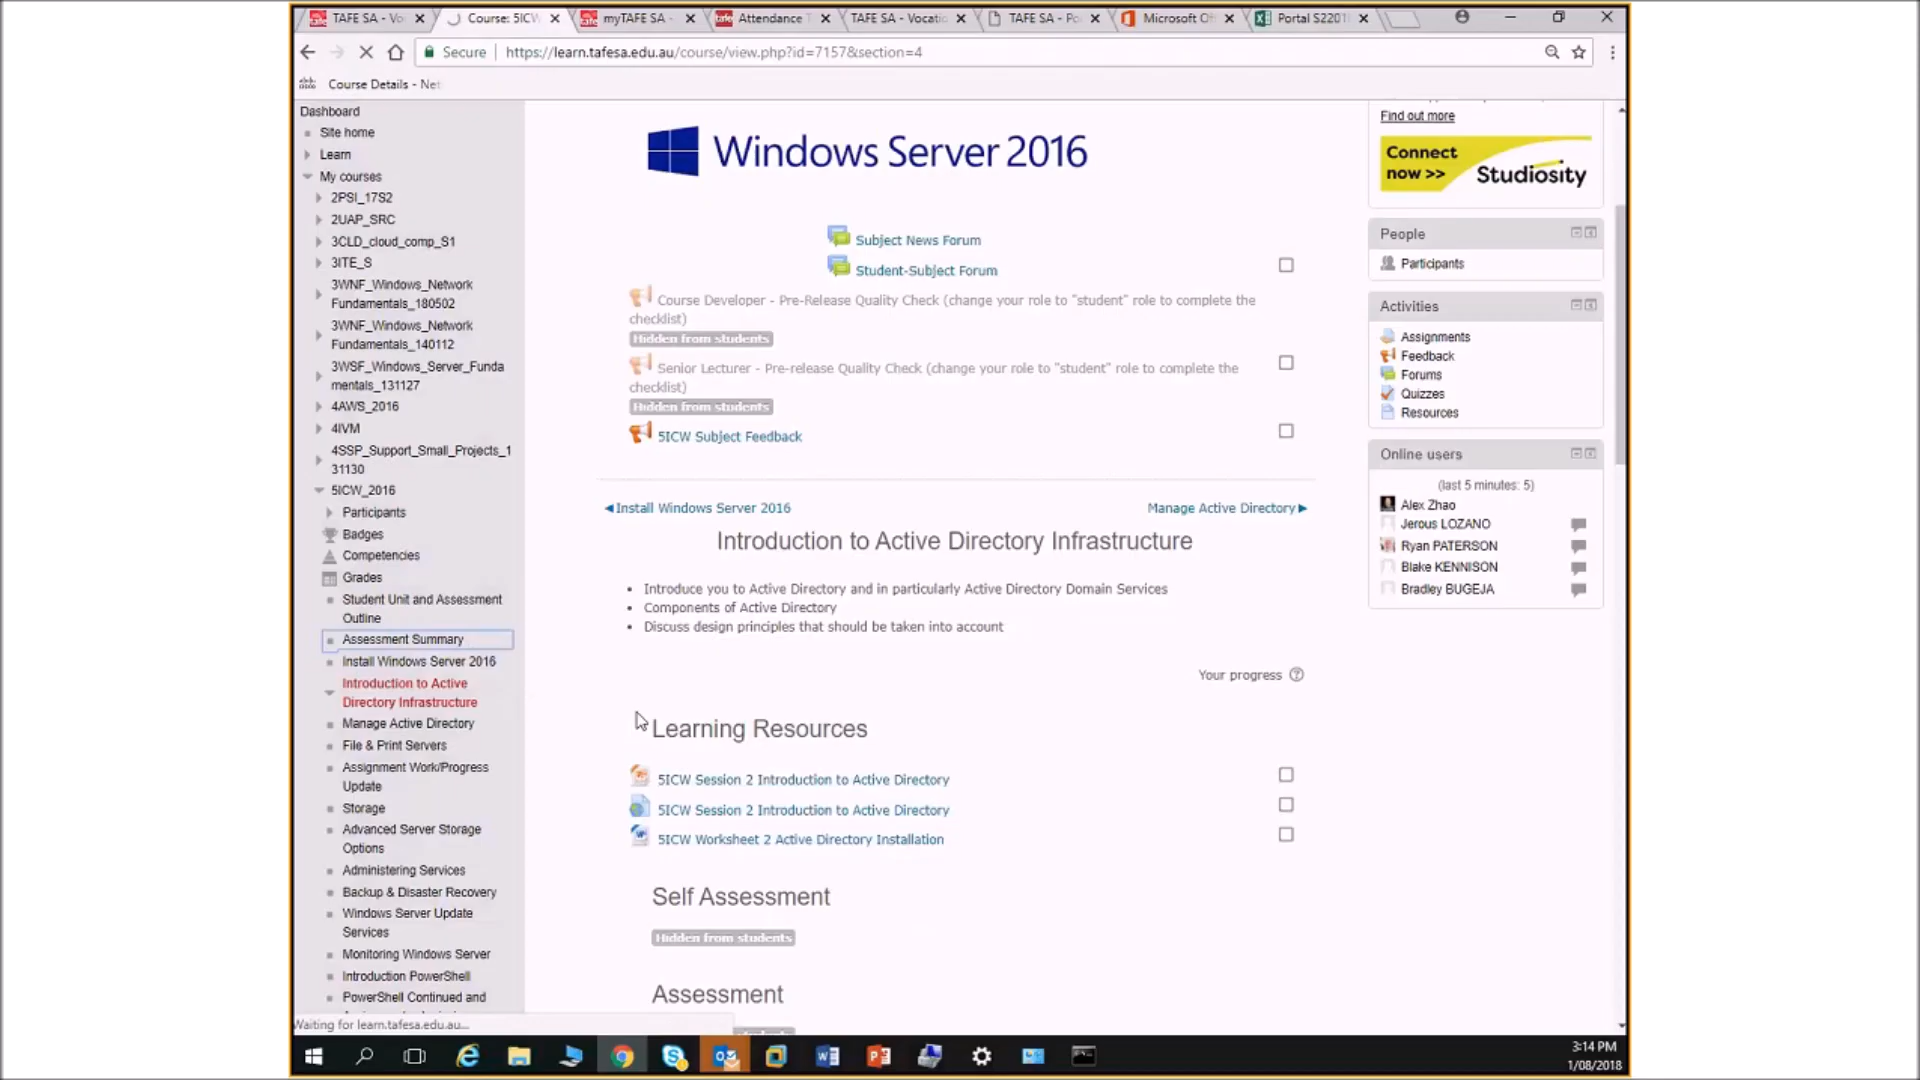 TAFE SA - Vo
Course: 5ICW
myTAFE SA -
Attendance T
TAFE SA - Vocatio
TAFE SA - Po
Microsoft Of
Portal S2201
Secure
https://learn.tafesa.edu.au/course/view.php?id=7157&section=4
Course Details - Net
Dashboard
Site home
Learn
My courses
2PSI_17S2
2UAP_SRC
3CLD_cloud_comp_S1
3ITE_S
3WNF_Windows_Network
Fundamentals_180502
3WNF_Windows_Network
Fundamentals_140112
3WSF_Windows_Server_Funda
mentals_131127
4AWS_2016
4IVM
4SSP_Support_Small_Projects_1
31130
5ICW_2016
Participants
Badges
Competencies
Grades
Student Unit and Assessment
Outline
Assessment Summary
Install Windows Server 2016
Introduction to Active
Directory Infrastructure
Manage Active Directory
File & Print Servers
Assignment Work/Progress
Update
Storage
Advanced Server Storage
Options
Administering Services
Backup & Disaster Recovery
Windows Server Update
Services
Monitoring Windows Server
Introduction PowerShell
PowerShell Continued and
Waiting for learn.tafesa.edu.au...
Windows Server 2016
Subject News Forum
Student-Subject Forum
Course Developer - Pre-Release Quality Check (change your role to "student" role to complete the
checklist)
Hidden from students
Senior Lecturer - Pre-release Quality Check (change your role to "student" role to complete the
checklist)
Hidden from students
5ICW Subject Feedback
Install Windows Server 2016
Manage Active Directory
Introduction to Active Directory Infrastructure
Introduce you to Active Directory and in particularly Active Directory Domain Services
Components of Active Directory
Discuss design principles that should be taken into account
Your progress
Learning Resources
5ICW Session 2 Introduction to Active Directory
5ICW Session 2 Introduction to Active Directory
5ICW Worksheet 2 Active Directory Installation
Self Assessment
Hidden from students
Assessment
Find out more
Connect
now >>
Studiosity
People
Participants
Activities
Assignments
Feedback
Forums
Quizzes
Resources
Online users
(last 5 minutes: 5)
Alex Zhao
Jerous LOZANO
Ryan PATERSON
Blake KENNISON
Bradley BUGEJA
3:14 PM
1/08/2018